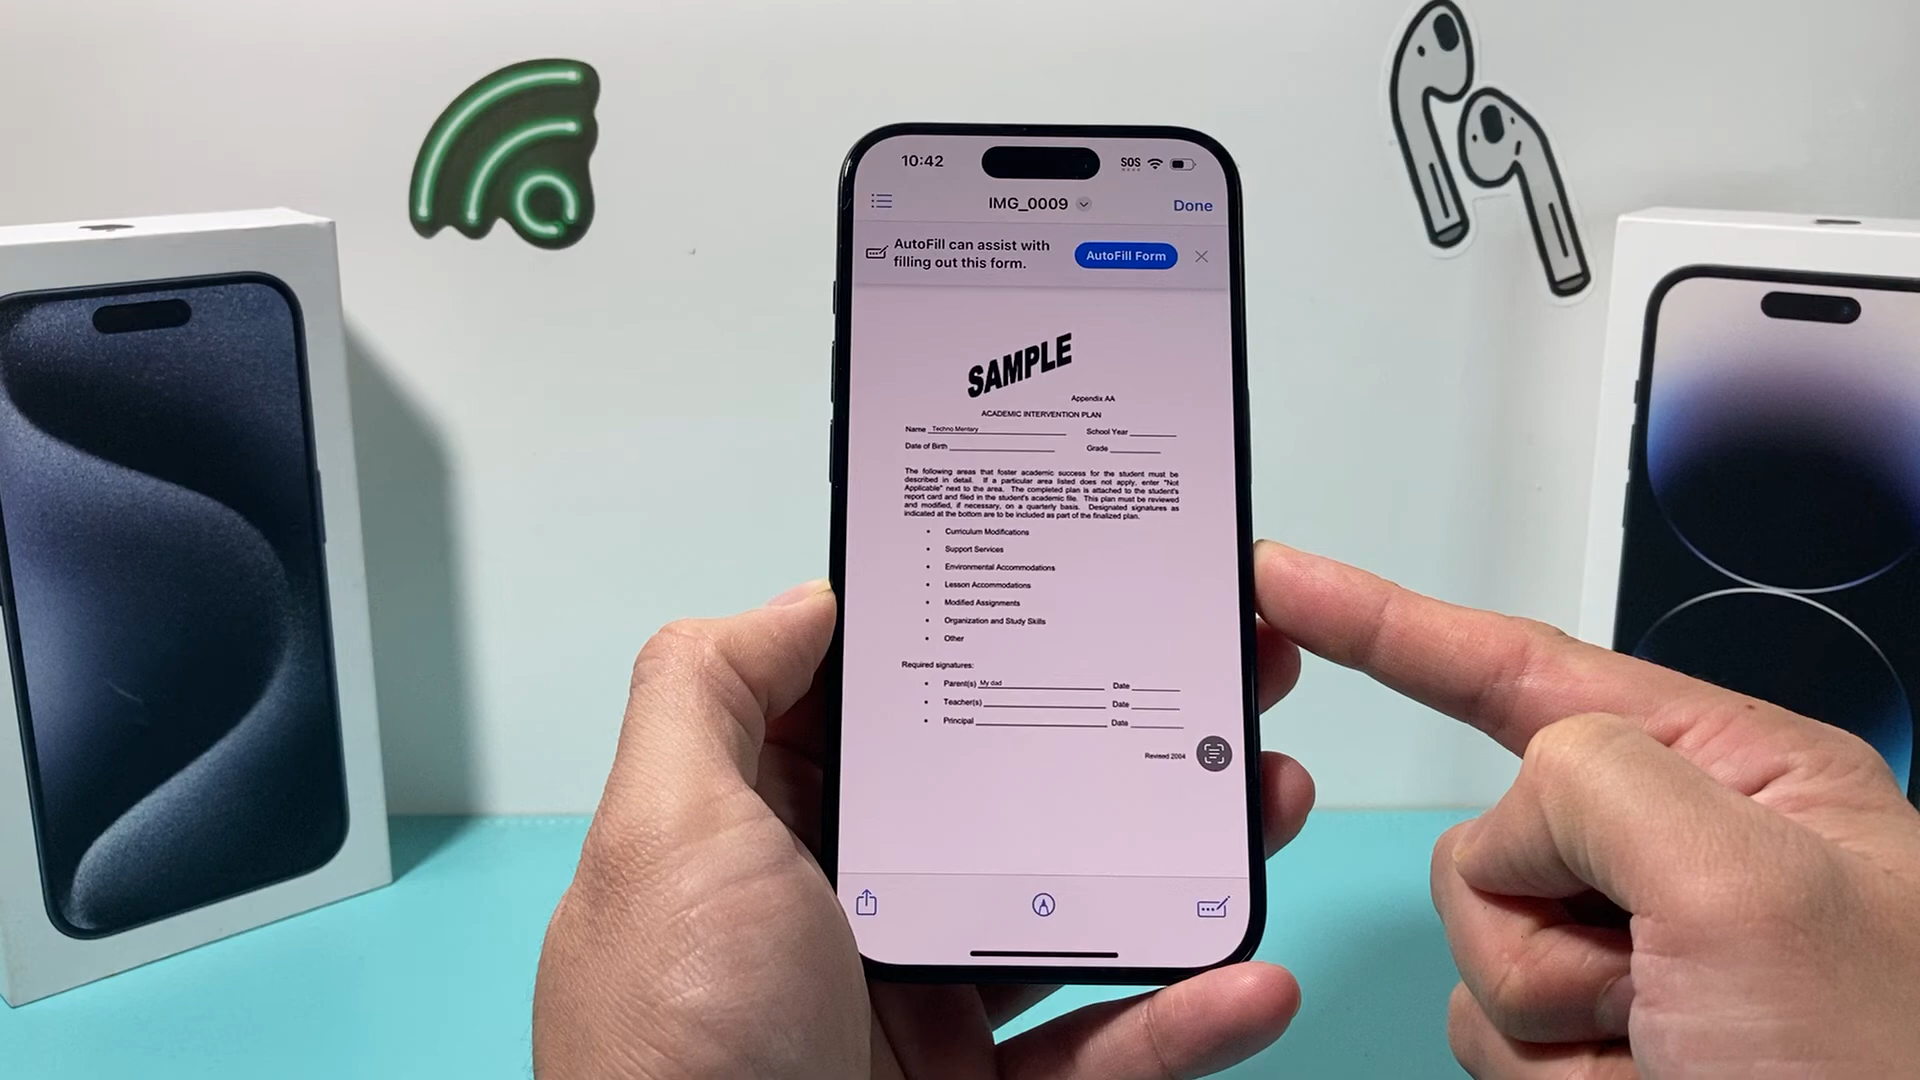 10:42
SOS
IMG_0009
Done
AutoFill can assist with
filling out this form.
AutoFill Form
SAMPLE
Appendix AA
ACADEMIC INTERVENTION PLAN
Name Techno Mentary
School Year
Date of Birth
Grade
The following areas that foster academic success for the student must be
described in detail. If a particular area listed does not apply, enter "Not
Applicable" next to the area. The completed plan is attached to the student's
report card and filed in the student's academic file. This plan must be reviewed
and modified, if necessary, on a quarterly basis. Designated signatures as
indicated at the bottom are to be included as part of the finalized plan.
• Curriculum Modifications
• Support Services
• Environmental Accommodations
• Lesson Accommodations
• Modified Assignments
• Organization and Study Skills
• Other
Required signatures:
• Parent(s) My dad Date
• Teacher(s) Date
• Principal Date
Revised 2004